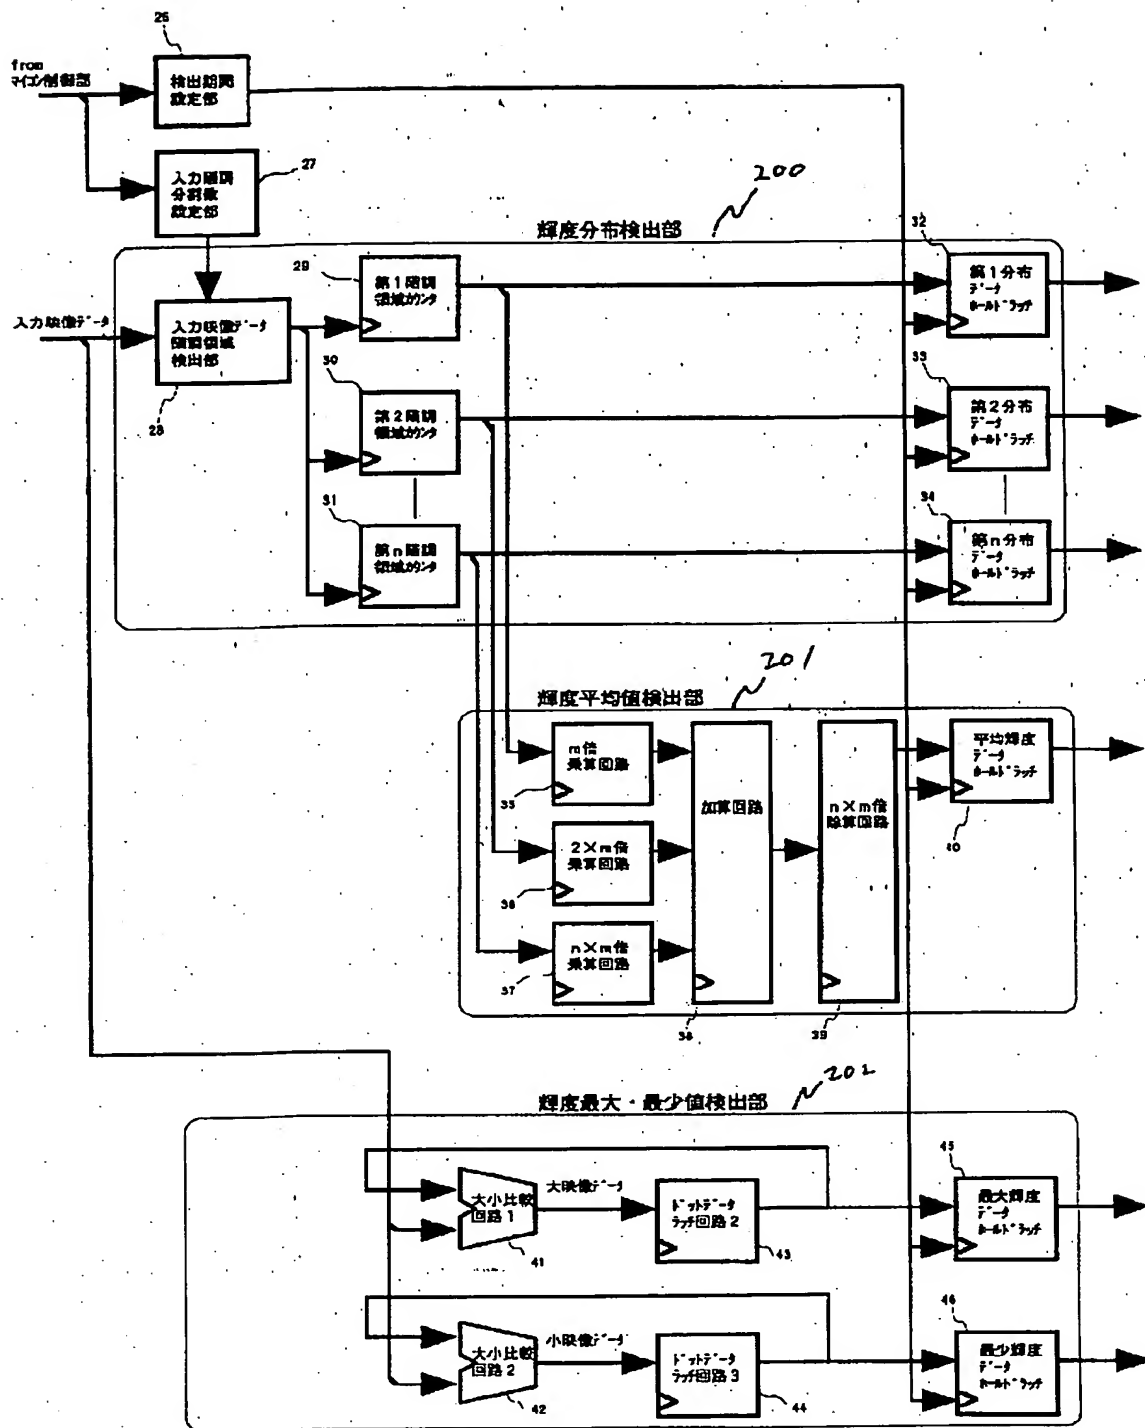 26
from
マイコン制御部
検出期間
設定部
入力階調
分割数
設定部
27
200
輝度分布検出部
入力映像データ
入力映像データ
階調領域
検出部
28
29
第1階調
領域カウンタ
30
第2階調
領域カウンタ
31
第n階調
領域カウンタ
32
第1分布
データ
ホールドラッチ
33
第2分布
データ
ホールドラッチ
34
第n分布
データ
ホールドラッチ
201
輝度平均値検出部
m倍
乗算回路
35
2×m倍
乗算回路
36
n×m倍
乗算回路
37
加算回路
38
n×m倍
除算回路
39
平均輝度
データ
ホールドラッチ
40
202
輝度最大・最少値検出部
大小比較
回路1
41
大映像データ
ドットデータ
ラッチ回路2
43
45
最大輝度
データ
ホールドラッチ
大小比較
回路2
42
小映像データ
ドットデータ
ラッチ回路3
44
46
最少輝度
データ
ホールドラッチ